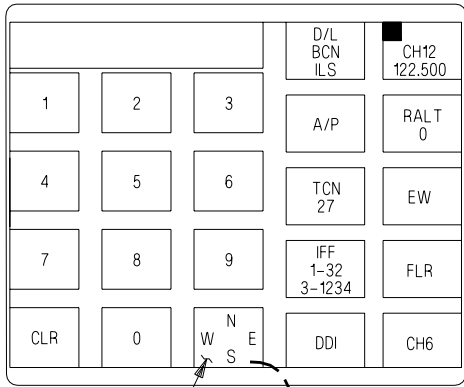 D/L
BCN
ILS
CH12
122.500
1
2
3
A/P
RALT
0
4
5
6
TCN
27
EW
7
8
9
IFF
1-32
3-1234
FLR
CLR
0
N
W E
S
DDI
CH6